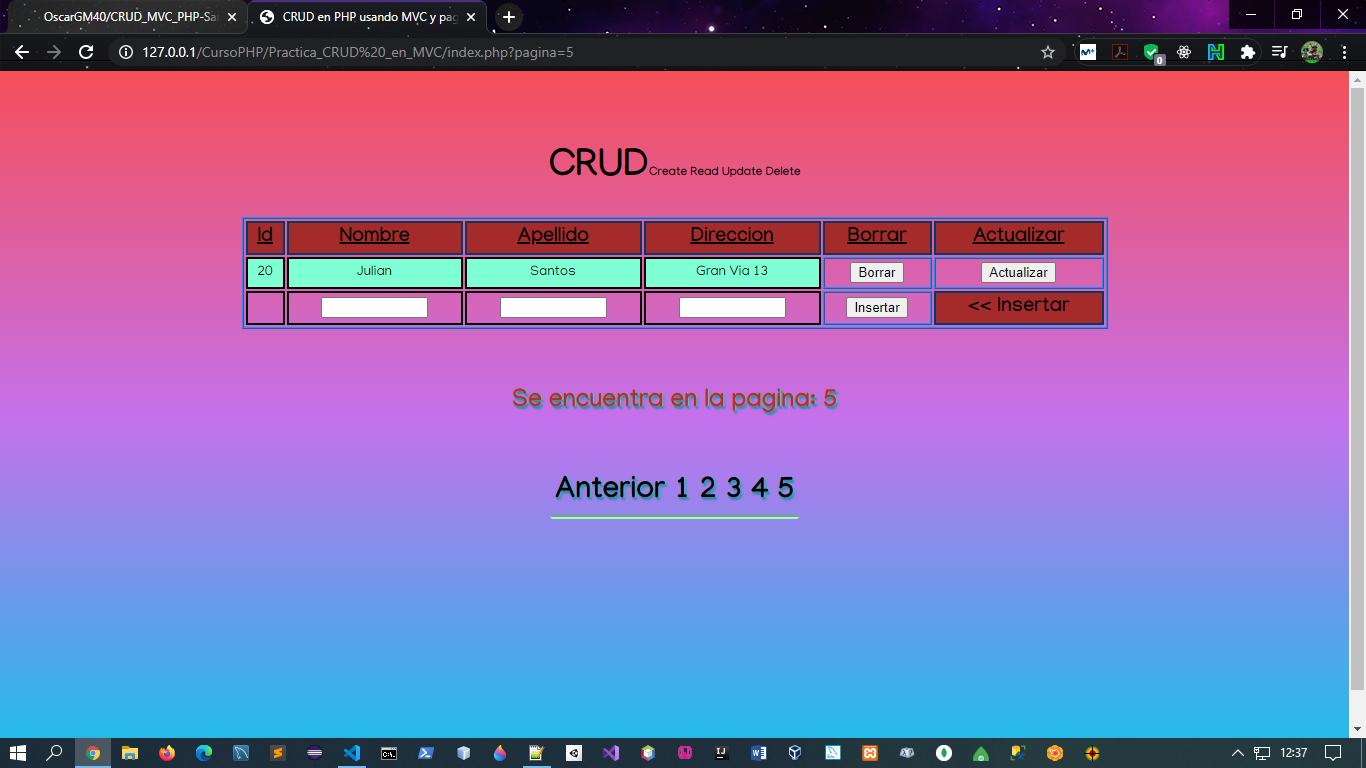 OscarGM40/CRUD_MVC_PHP-Sa
CRUD en PHP usando MVC y pag
127.0.0.1/CursoPHP/Practica_CRUD%20_en_MVC/index.php?pagina=5
0
CRUD Create Read Update Delete
Id Nombre Apellido Direccion Borrar Actualizar
20 Julian Santos Gran Via 13 Borrar Actualizar
Insertar << Insertar
Se encuentra en la pagina: 5
Anterior 1 2 3 4 5
12:37